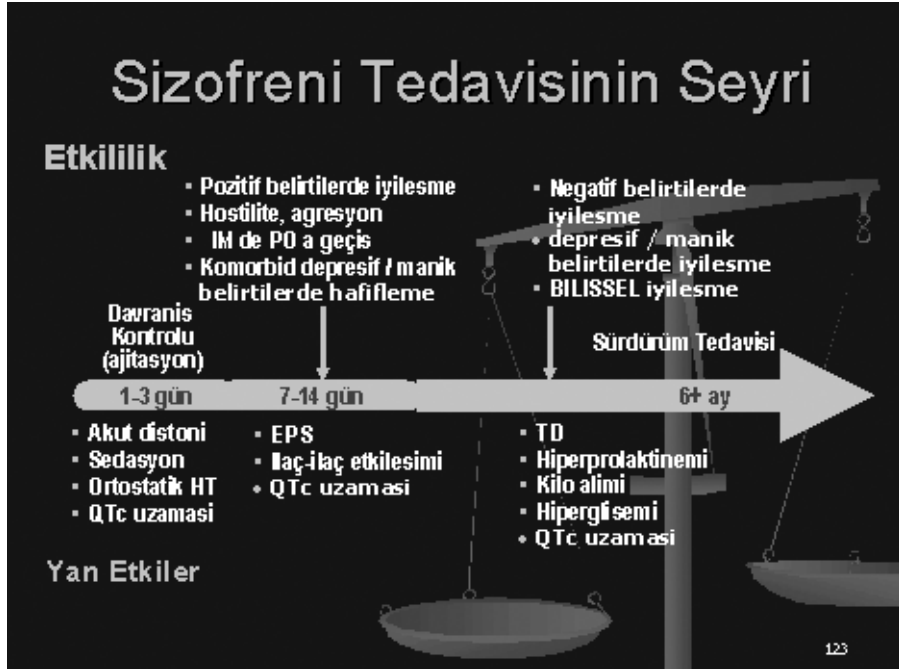 Sizofreni Tedavisinin Seyri
Etkililik
▪ Pozitif belirtilerde iyilesme
▪ Hostilite, agresyon
▪ IM de PO a geçis
▪ Komorbid depresif / manik
belirtilerde hafifleme
▪ Negatif belirtilerde
iyilesme
• depresif / manik
belirtilerde iyilesme
▪ BILISSEL iyilesme
Davranis
Kontrolu
(ajitasyon)
Sürdürüm Tedavisi
1-3 gün
7-14 gün
6+ ay
▪ Akut distoni
▪ Sedasyon
▪ Ortostatik HT
▪ QTc uzamasi
▪ EPS
▪ Ilaç-ilaç etkilesimi
• QTc uzamasi
▪ TD
▪ Hiperprolaktinemi
▪ Kilo alimi
▪ Hiperglisemi
• QTc uzamasi
Yan Etkiler
123